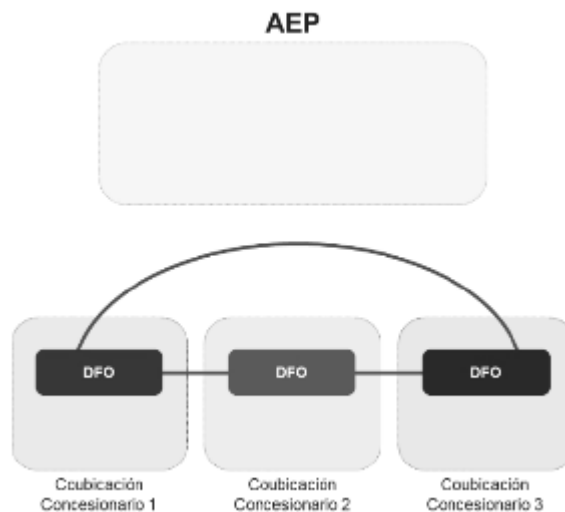 AEP
DFO
DFO
DFO
Coubicación
Concesionario 1
Coubicación
Concesionario 2
Coubicación
Concesionario 3